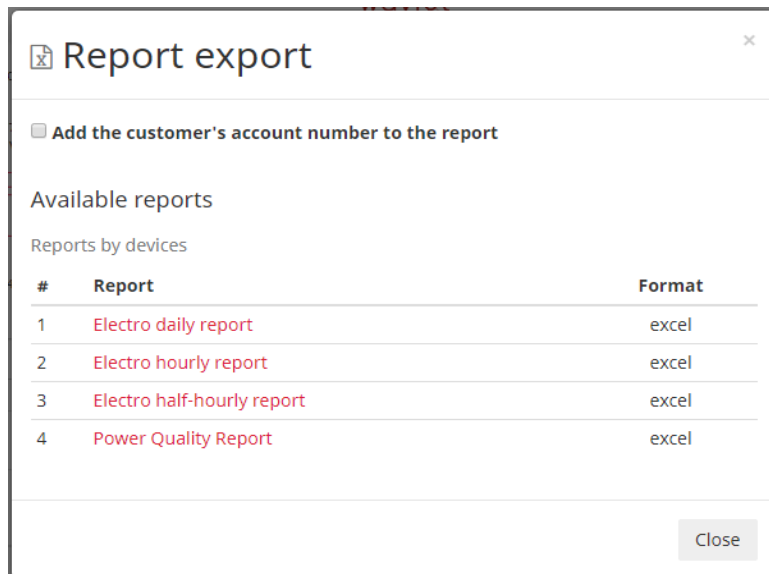 Report export
×
Add the customer's account number to the report
Available reports
Reports by devices
# Report Format
1 Electro daily report excel
2 Electro hourly report excel
3 Electro half-hourly report excel
4 Power Quality Report excel
Close